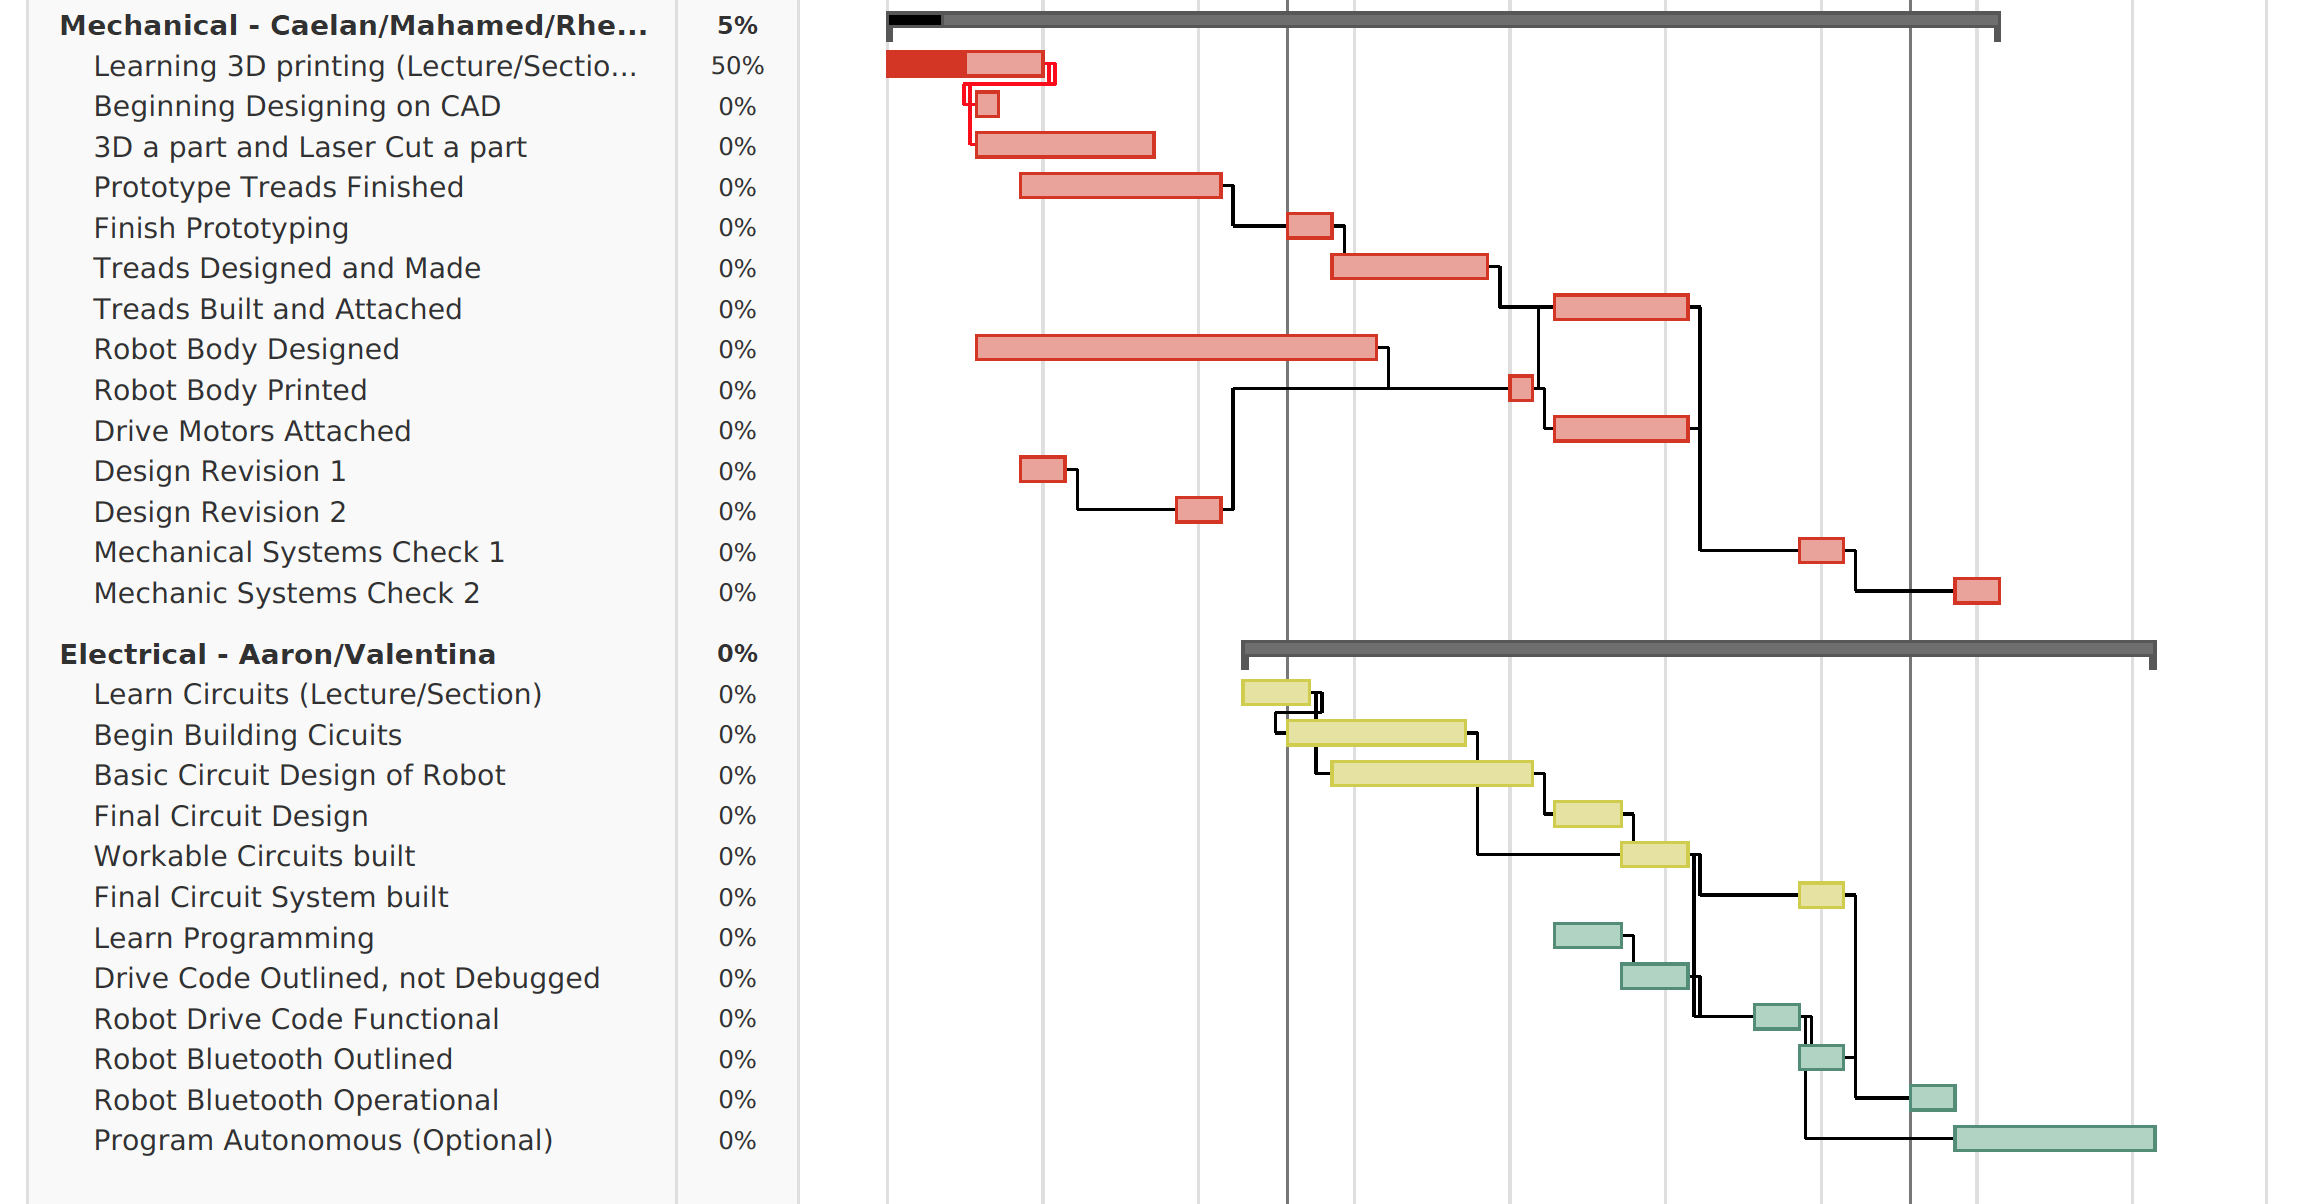 Mechanical - Caelan/Mahamed/Rhe... 5%
Learning 3D printing (Lecture/Sectio... 50%
Beginning Designing on CAD 0%
3D a part and Laser Cut a part 0%
Prototype Treads Finished 0%
Finish Prototyping 0%
Treads Designed and Made 0%
Treads Built and Attached 0%
Robot Body Designed 0%
Robot Body Printed 0%
Drive Motors Attached 0%
Design Revision 1 0%
Design Revision 2 0%
Mechanical Systems Check 1 0%
Mechanic Systems Check 2 0%
Electrical - Aaron/Valentina 0%
Learn Circuits (Lecture/Section) 0%
Begin Building Cicuits 0%
Basic Circuit Design of Robot 0%
Final Circuit Design 0%
Workable Circuits built 0%
Final Circuit System built 0%
Learn Programming 0%
Drive Code Outlined, not Debugged 0%
Robot Drive Code Functional 0%
Robot Bluetooth Outlined 0%
Robot Bluetooth Operational 0%
Program Autonomous (Optional) 0%